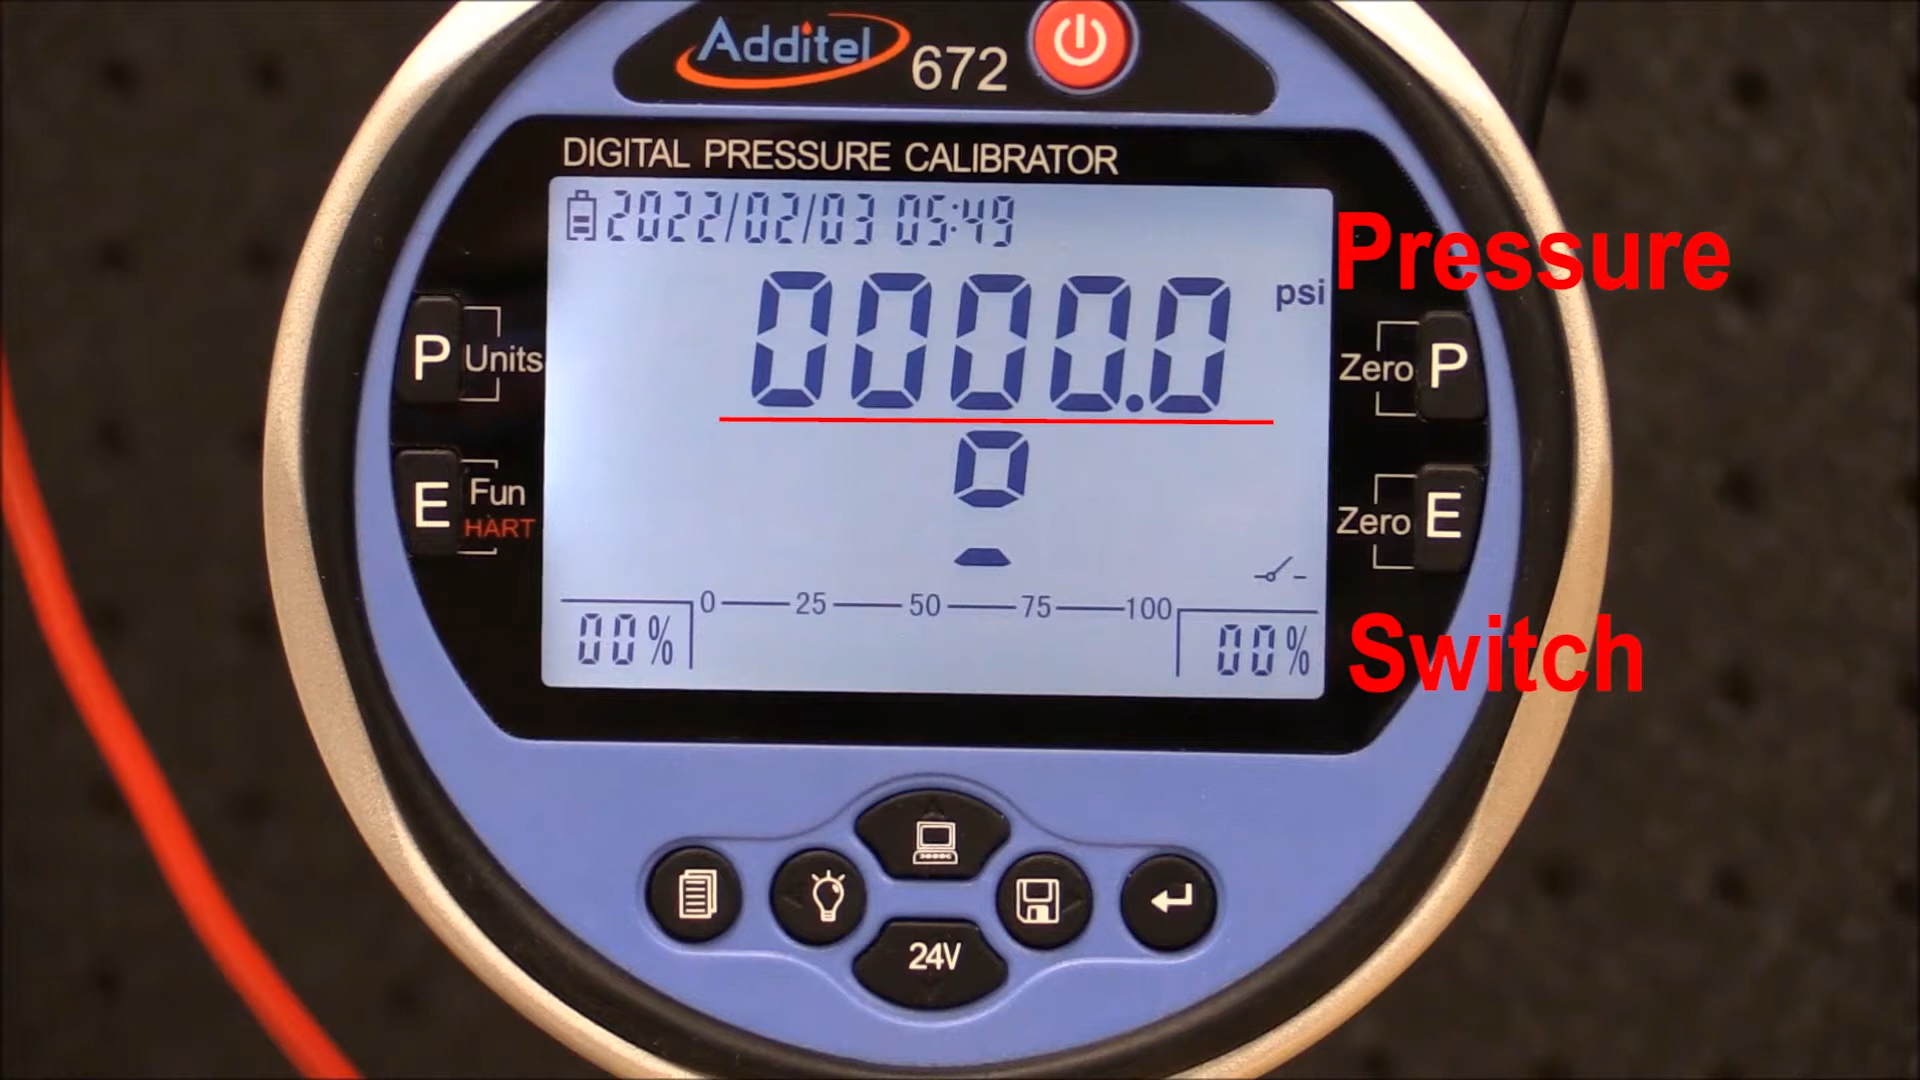 Additel 672
DIGITAL PRESSURE CALIBRATOR
2022/02/03 05:49
Pressure
0000.0 psi
P Units
Zero P
E Fun
HART
Zero E
0 25 50 75 100
00%
00%
Switch
24V